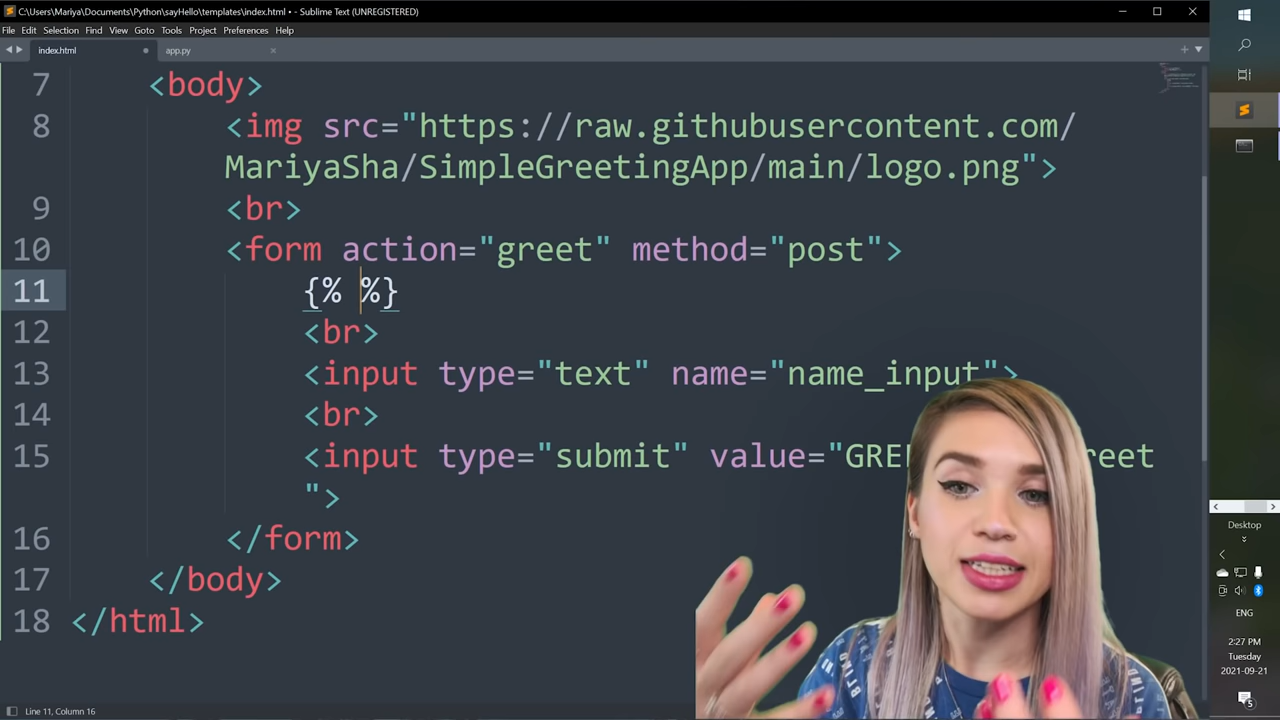 C:\Users\Mariya\Documents\Python\sayHello\templates\index.html • - Sublime Text (UNREGISTERED)
File Edit Selection Find View Goto Tools Project Preferences Help
index.html app.py
7 <body>
8 <img src="https://raw.githubusercontent.com/
MariyaSha/SimpleGreetingApp/main/logo.png">
9 <br>
10 <form action="greet" method="post">
11 {% %}
12 <br>
13 <input type="text" name="name_input">
14 <br>
15 <input type="submit" value="GRE reet
">
16 </form>
17 </body>
18 </html>
Desktop
ENG
2:27 PM
Tuesday
2021-09-21
5
Line 11, Column 16